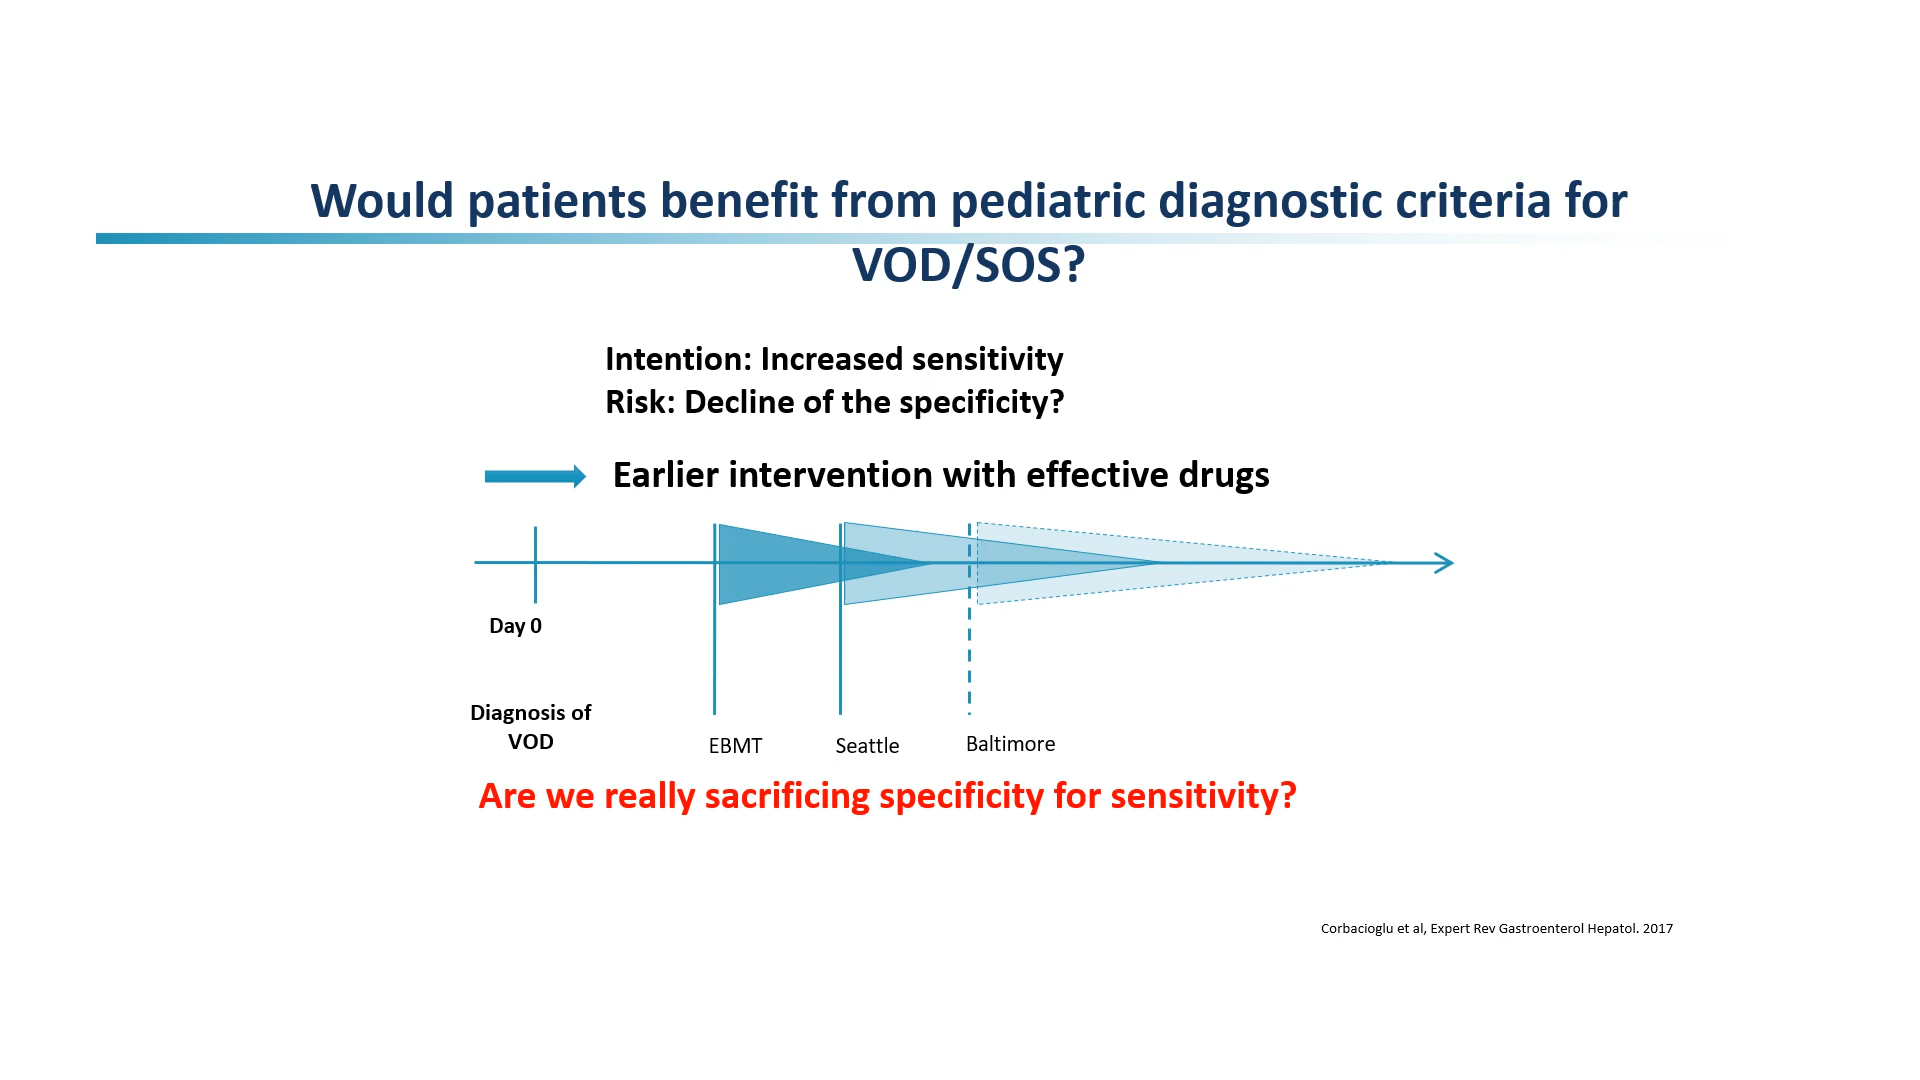 Would patients benefit from pediatric diagnostic criteria for
VOD/SOS?
Intention: Increased sensitivity
Risk: Decline of the specificity?
Earlier intervention with effective drugs
Day 0
Diagnosis of
VOD
EBMT
Seattle
Baltimore
Are we really sacrificing specificity for sensitivity?
Corbacioglu et al, Expert Rev Gastroenterol Hepatol. 2017